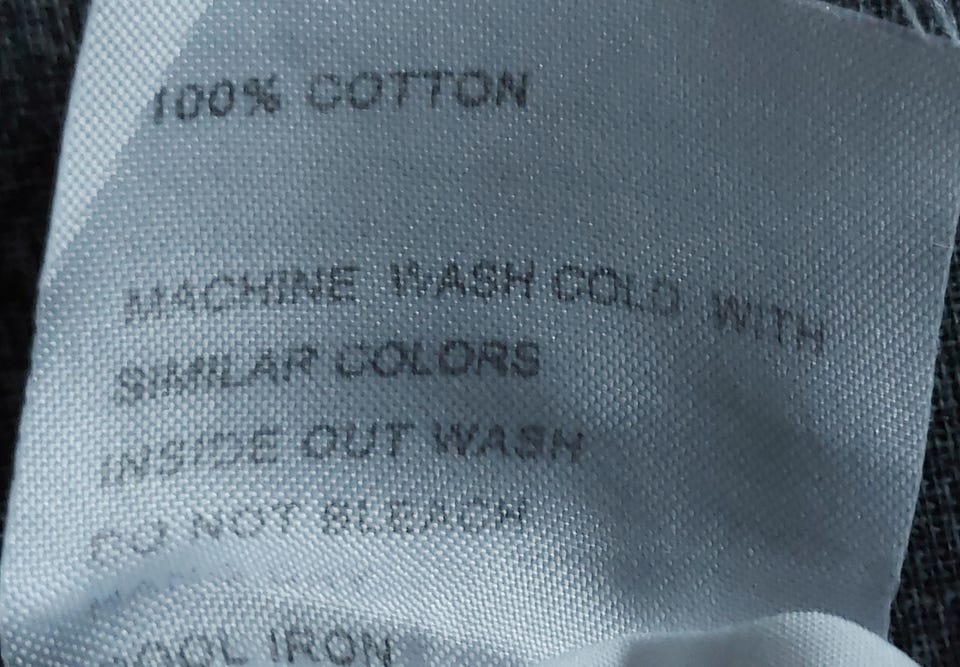 100% COTTON
MACHINE WASH COLD WITH
SIMILAR COLORS
INSIDE OUT WASH
DO NOT BLEACH
COOL IRON